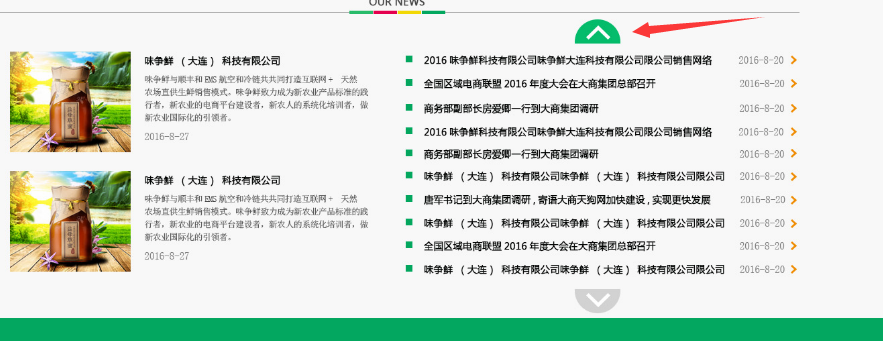 OUR NEWS
味争鲜 （大连） 科技有限公司
味争鲜与顺丰和EMS航空和冷链共共同打造互联网+ 天然
农场直供生鲜销售模式。味争鲜致力成为新农业产品标准的践
行者，新农业的电商平台建设者，新农人的系统化培训者，做
新农业国际化的引领者。
2016-8-27
味争鲜 （大连） 科技有限公司
味争鲜与顺丰和EMS航空和冷链共共同打造互联网+ 天然
农场直供生鲜销售模式。味争鲜致力成为新农业产品标准的践
行者，新农业的电商平台建设者，新农人的系统化培训者，做
新农业国际化的引领者。
2016-8-27
2016 味争鲜科技有限公司味争鲜大连科技有限公司限公司销售网络 2016-8-20
全国区域电商联盟 2016 年度大会在大商集团总部召开 2016-8-20
商务部副部长房爱卿一行到大商集团调研 2016-8-20
2016 味争鲜科技有限公司味争鲜大连科技有限公司限公司销售网络 2016-8-20
商务部副部长房爱卿一行到大商集团调研 2016-8-20
味争鲜 （大连） 科技有限公司味争鲜 （大连） 科技有限公司限公司 2016-8-20
唐军书记到大商集团调研 , 寄语大商天狗网加快建设 , 实现更快发展 2016-8-20
味争鲜 （大连） 科技有限公司味争鲜 （大连） 科技有限公司限公司 2016-8-20
全国区域电商联盟 2016 年度大会在大商集团总部召开 2016-8-20
味争鲜 （大连） 科技有限公司味争鲜 （大连） 科技有限公司限公司 2016-8-20